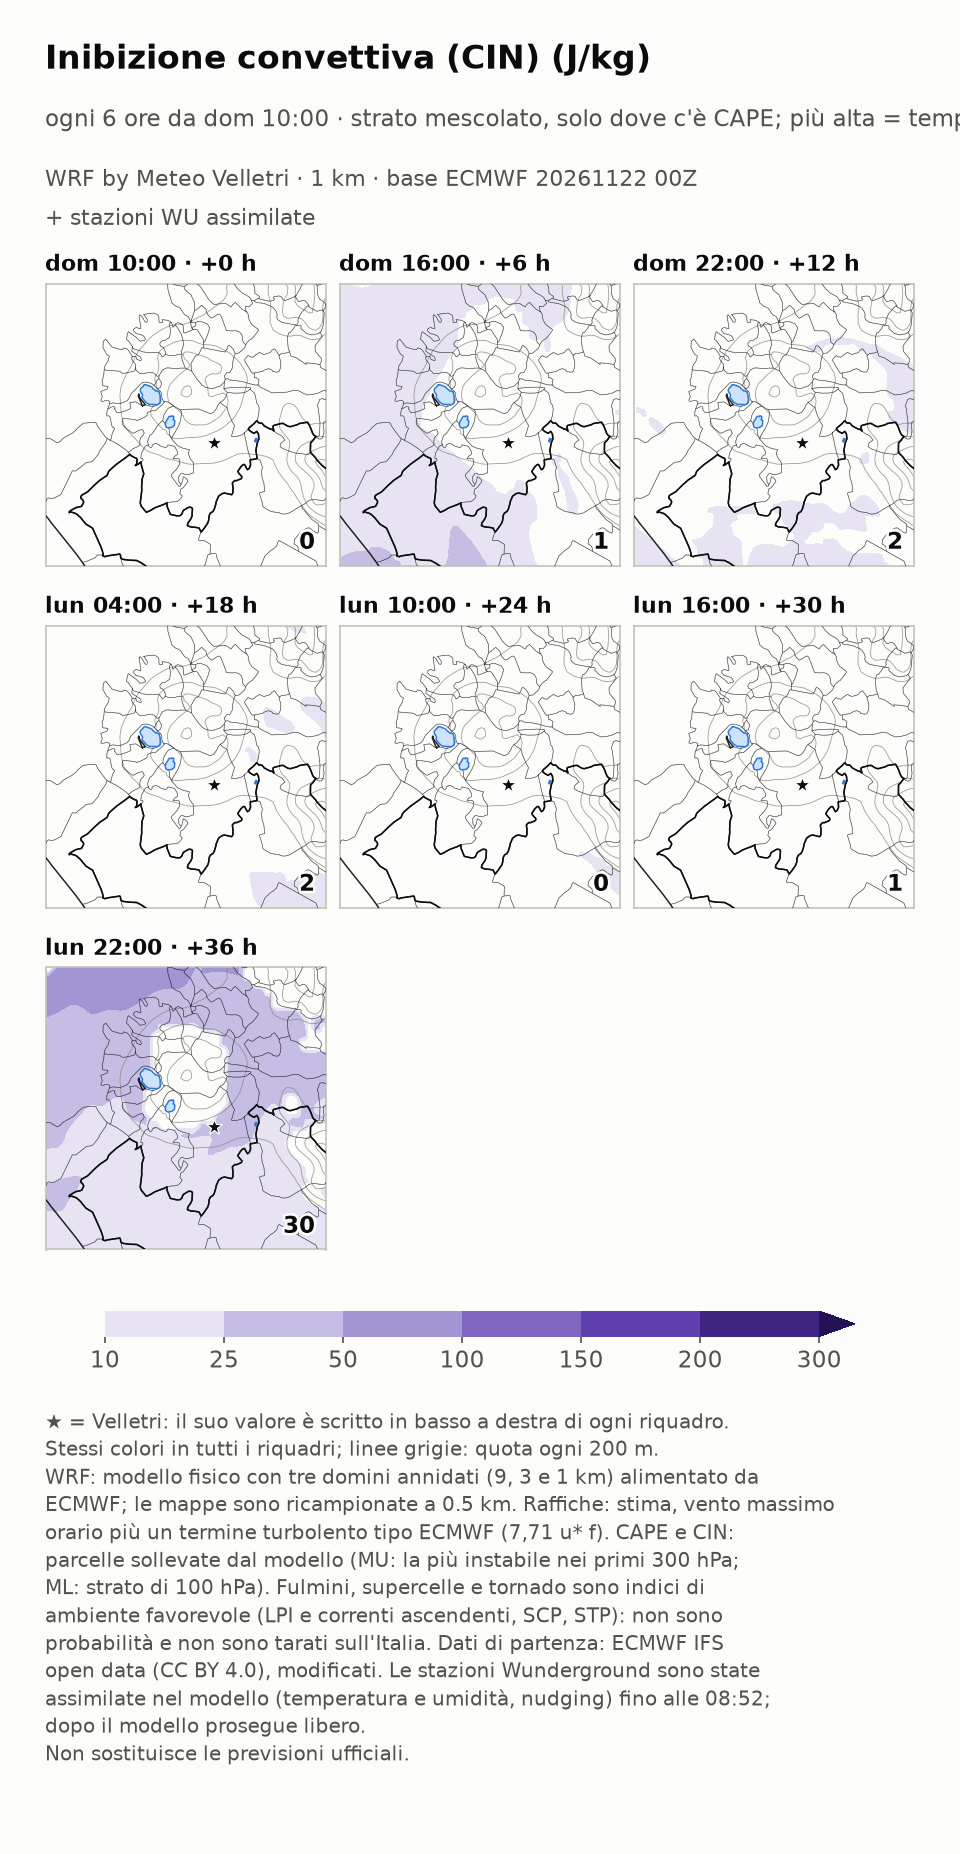 Inibizione convettiva (CIN) (J/kg)
ogni 6 ore da dom 10:00 · strato mescolato, solo dove c'è CAPE; più alta = temp
WRF by Meteo Velletri · 1 km · base ECMWF 20261122 00Z
+ stazioni WU assimilate
dom 10:00 · +0 h
dom 16:00 · +6 h
dom 22:00 · +12 h
0
1
2
lun 04:00 · +18 h
lun 10:00 · +24 h
lun 16:00 · +30 h
2
0
1
lun 22:00 · +36 h
30
10 25 50 100 150 200 300
★ = Velletri: il suo valore è scritto in basso a destra di ogni riquadro.
Stessi colori in tutti i riquadri; linee grigie: quota ogni 200 m.
WRF: modello fisico con tre domini annidati (9, 3 e 1 km) alimentato da
ECMWF; le mappe sono ricampionate a 0.5 km. Raffiche: stima, vento massimo
orario più un termine turbolento tipo ECMWF (7,71 u* f). CAPE e CIN:
parcelle sollevate dal modello (MU: la più instabile nei primi 300 hPa;
ML: strato di 100 hPa). Fulmini, supercelle e tornado sono indici di
ambiente favorevole (LPI e correnti ascendenti, SCP, STP): non sono
probabilità e non sono tarati sull'Italia. Dati di partenza: ECMWF IFS
open data (CC BY 4.0), modificati. Le stazioni Wunderground sono state
assimilate nel modello (temperatura e umidità, nudging) fino alle 08:52;
dopo il modello prosegue libero.
Non sostituisce le previsioni ufficiali.